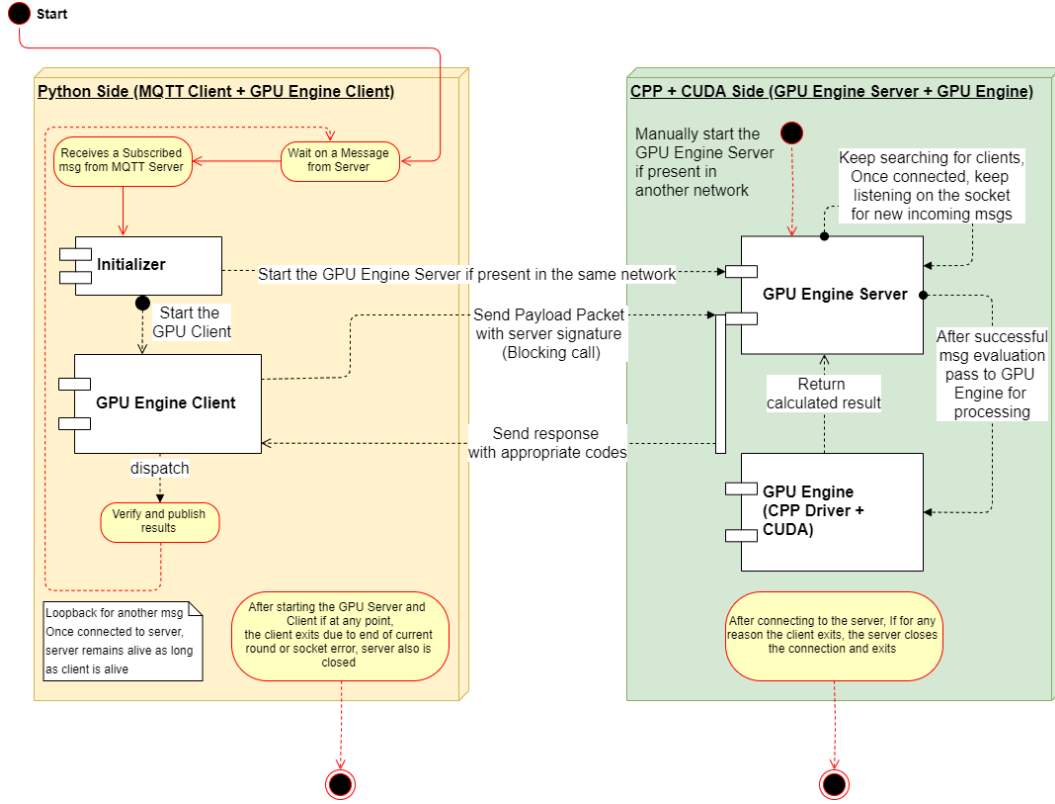 Start
Python Side (MQTT Client + GPU Engine Client)
Receives a Subscribed
msg from MQTT Server
Wait on a Message
from Server
Initializer
Start the GPU Engine Server if present in the same network
Start the
GPU Client
Send Payload Packet
with server signature
(Blocking call)
GPU Engine Client
Send response
with appropriate codes
dispatch
Verify and publish
results
Loopback for another msg
Once connected to server,
server remains alive as long
as client is alive
After starting the GPU Server and
Client if at any point,
the client exits due to end of current
round or socket error, server also is
closed
CPP + CUDA Side (GPU Engine Server + GPU Engine)
Manually start the
GPU Engine Server
if present in
another network
Keep searching for clients,
Once connected, keep
listening on the socket
for new incoming msgs
GPU Engine Server
After successful
msg evaluation
pass to GPU
Engine for
processing
Return
calculated result
GPU Engine
(CPP Driver +
CUDA)
After connecting to the server, If for any
reason the client exits, the server closes
the connection and exits